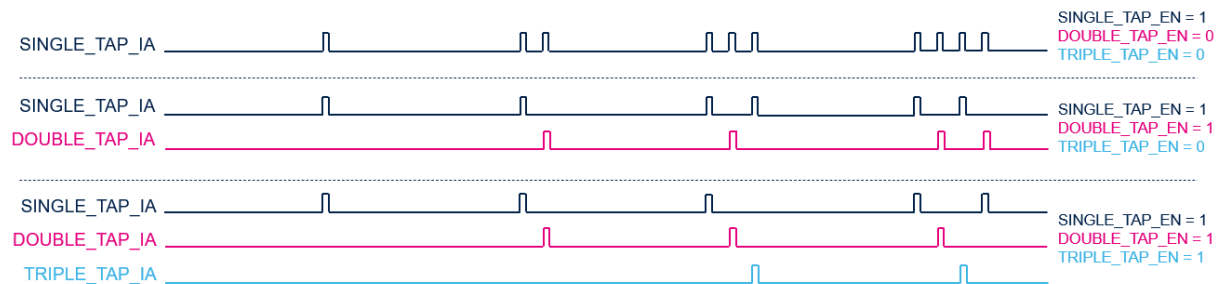 SINGLE_TAP_IA
SINGLE_TAP_EN = 1
DOUBLE_TAP_EN = 0
TRIPLE_TAP_EN = 0
SINGLE_TAP_IA
DOUBLE_TAP_IA
SINGLE_TAP_EN = 1
DOUBLE_TAP_EN = 1
TRIPLE_TAP_EN = 0
SINGLE_TAP_IA
DOUBLE_TAP_IA
TRIPLE_TAP_IA
SINGLE_TAP_EN = 1
DOUBLE_TAP_EN = 1
TRIPLE_TAP_EN = 1